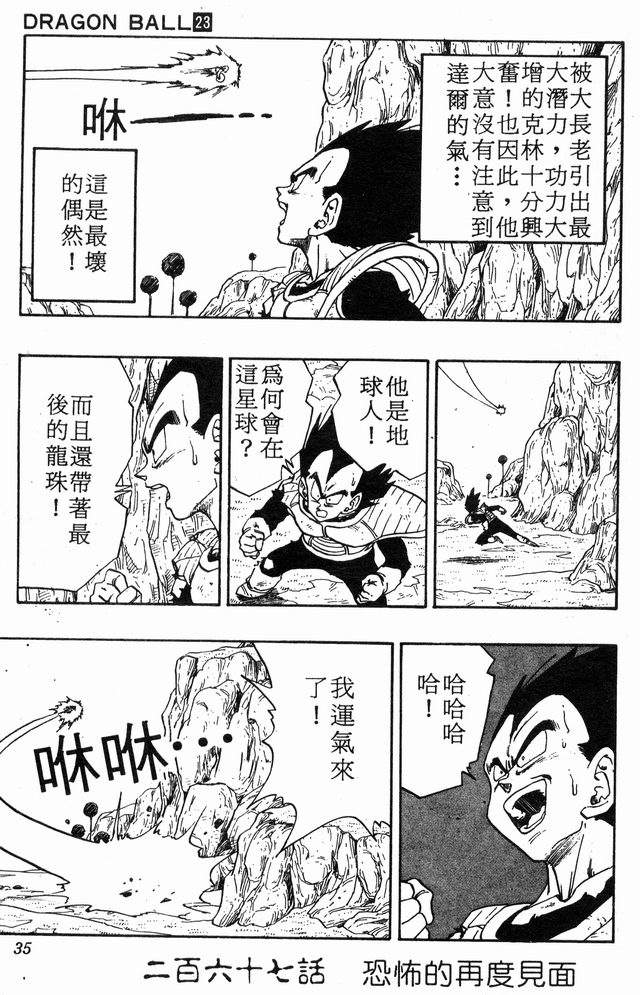 DRAGON BALL 23
被大長老引出最
大潛力，功力大
增的克林十分興
奮！也因此，他
大意沒有注意到
達爾的氣…
咻
這是最壞
的偶然！
他是地
球人！
為何會在
這星球？
而且還帶著最
後的龍珠！
哈哈哈
哈！
我運氣來
了！
咻咻…
35
二百六十七話 恐怖的再度見面